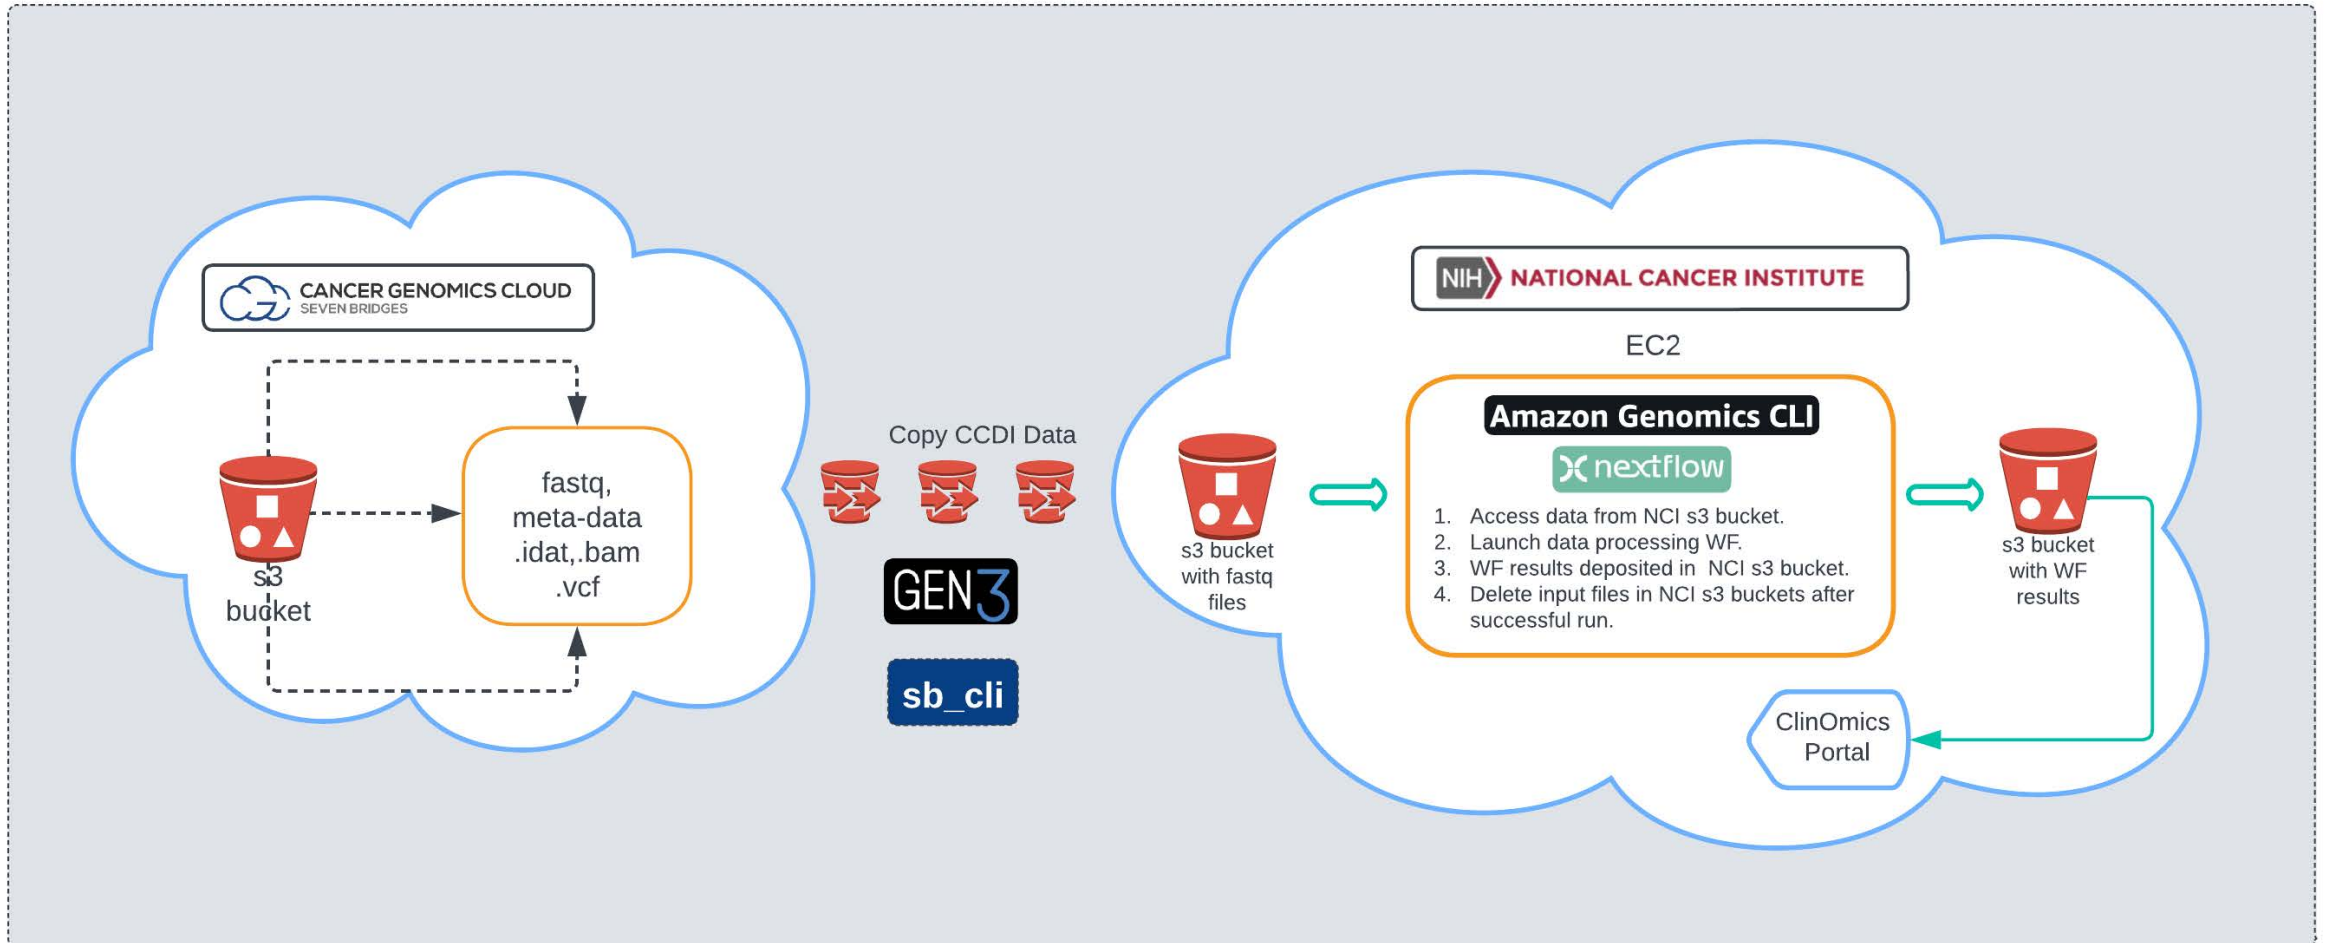 CANCER GENOMICS CLOUD
SEVEN BRIDGES
s3
bucket
fastq,
meta-data
.idat,.bam
.vcf
Copy CCDI Data
GEN3
sb_cli
NIH NATIONAL CANCER INSTITUTE
EC2
s3 bucket
with fastq
files
Amazon Genomics CLI
nextflow
1. Access data from NCI s3 bucket.
2. Launch data processing WF.
3. WF results deposited in NCI s3 bucket.
4. Delete input files in NCI s3 buckets after
successful run.
s3 bucket
with WF
results
ClinOmics
Portal